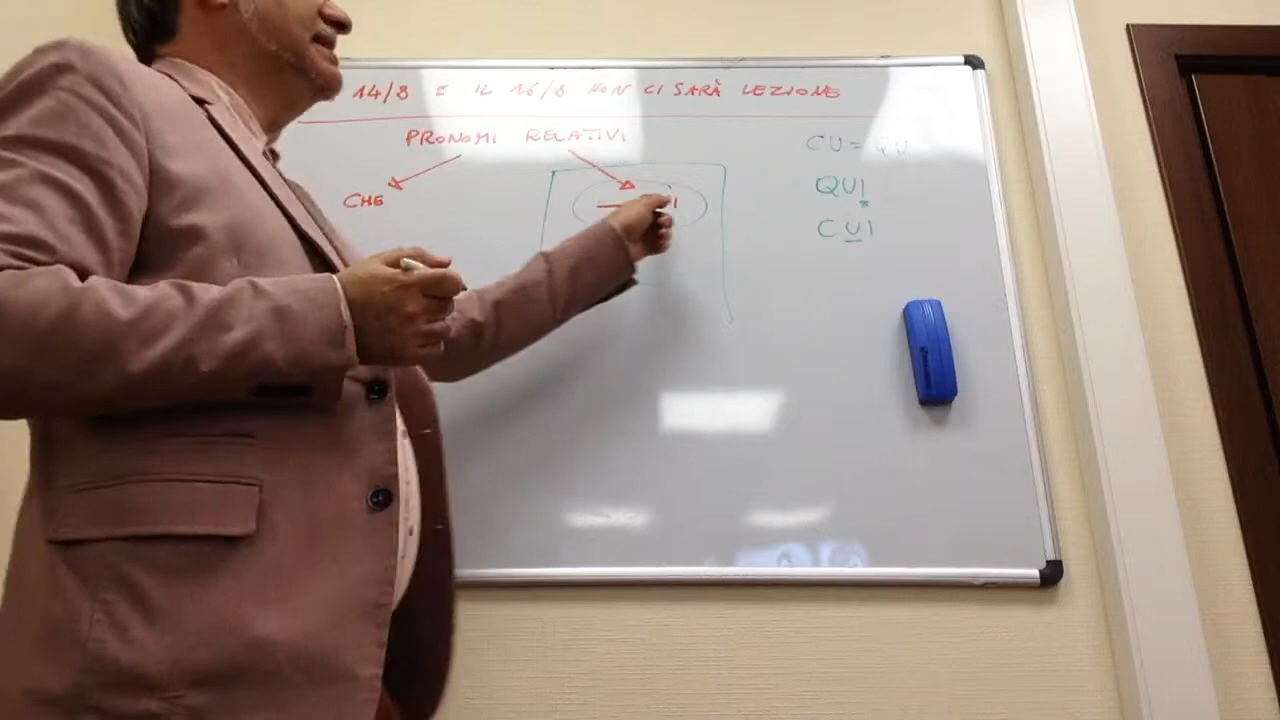 14/8 E IL 16/8 NON CI SARÀ LEZIONE
PRONOMI RELATIVI
CHE
CU = QU
QUI
CUI